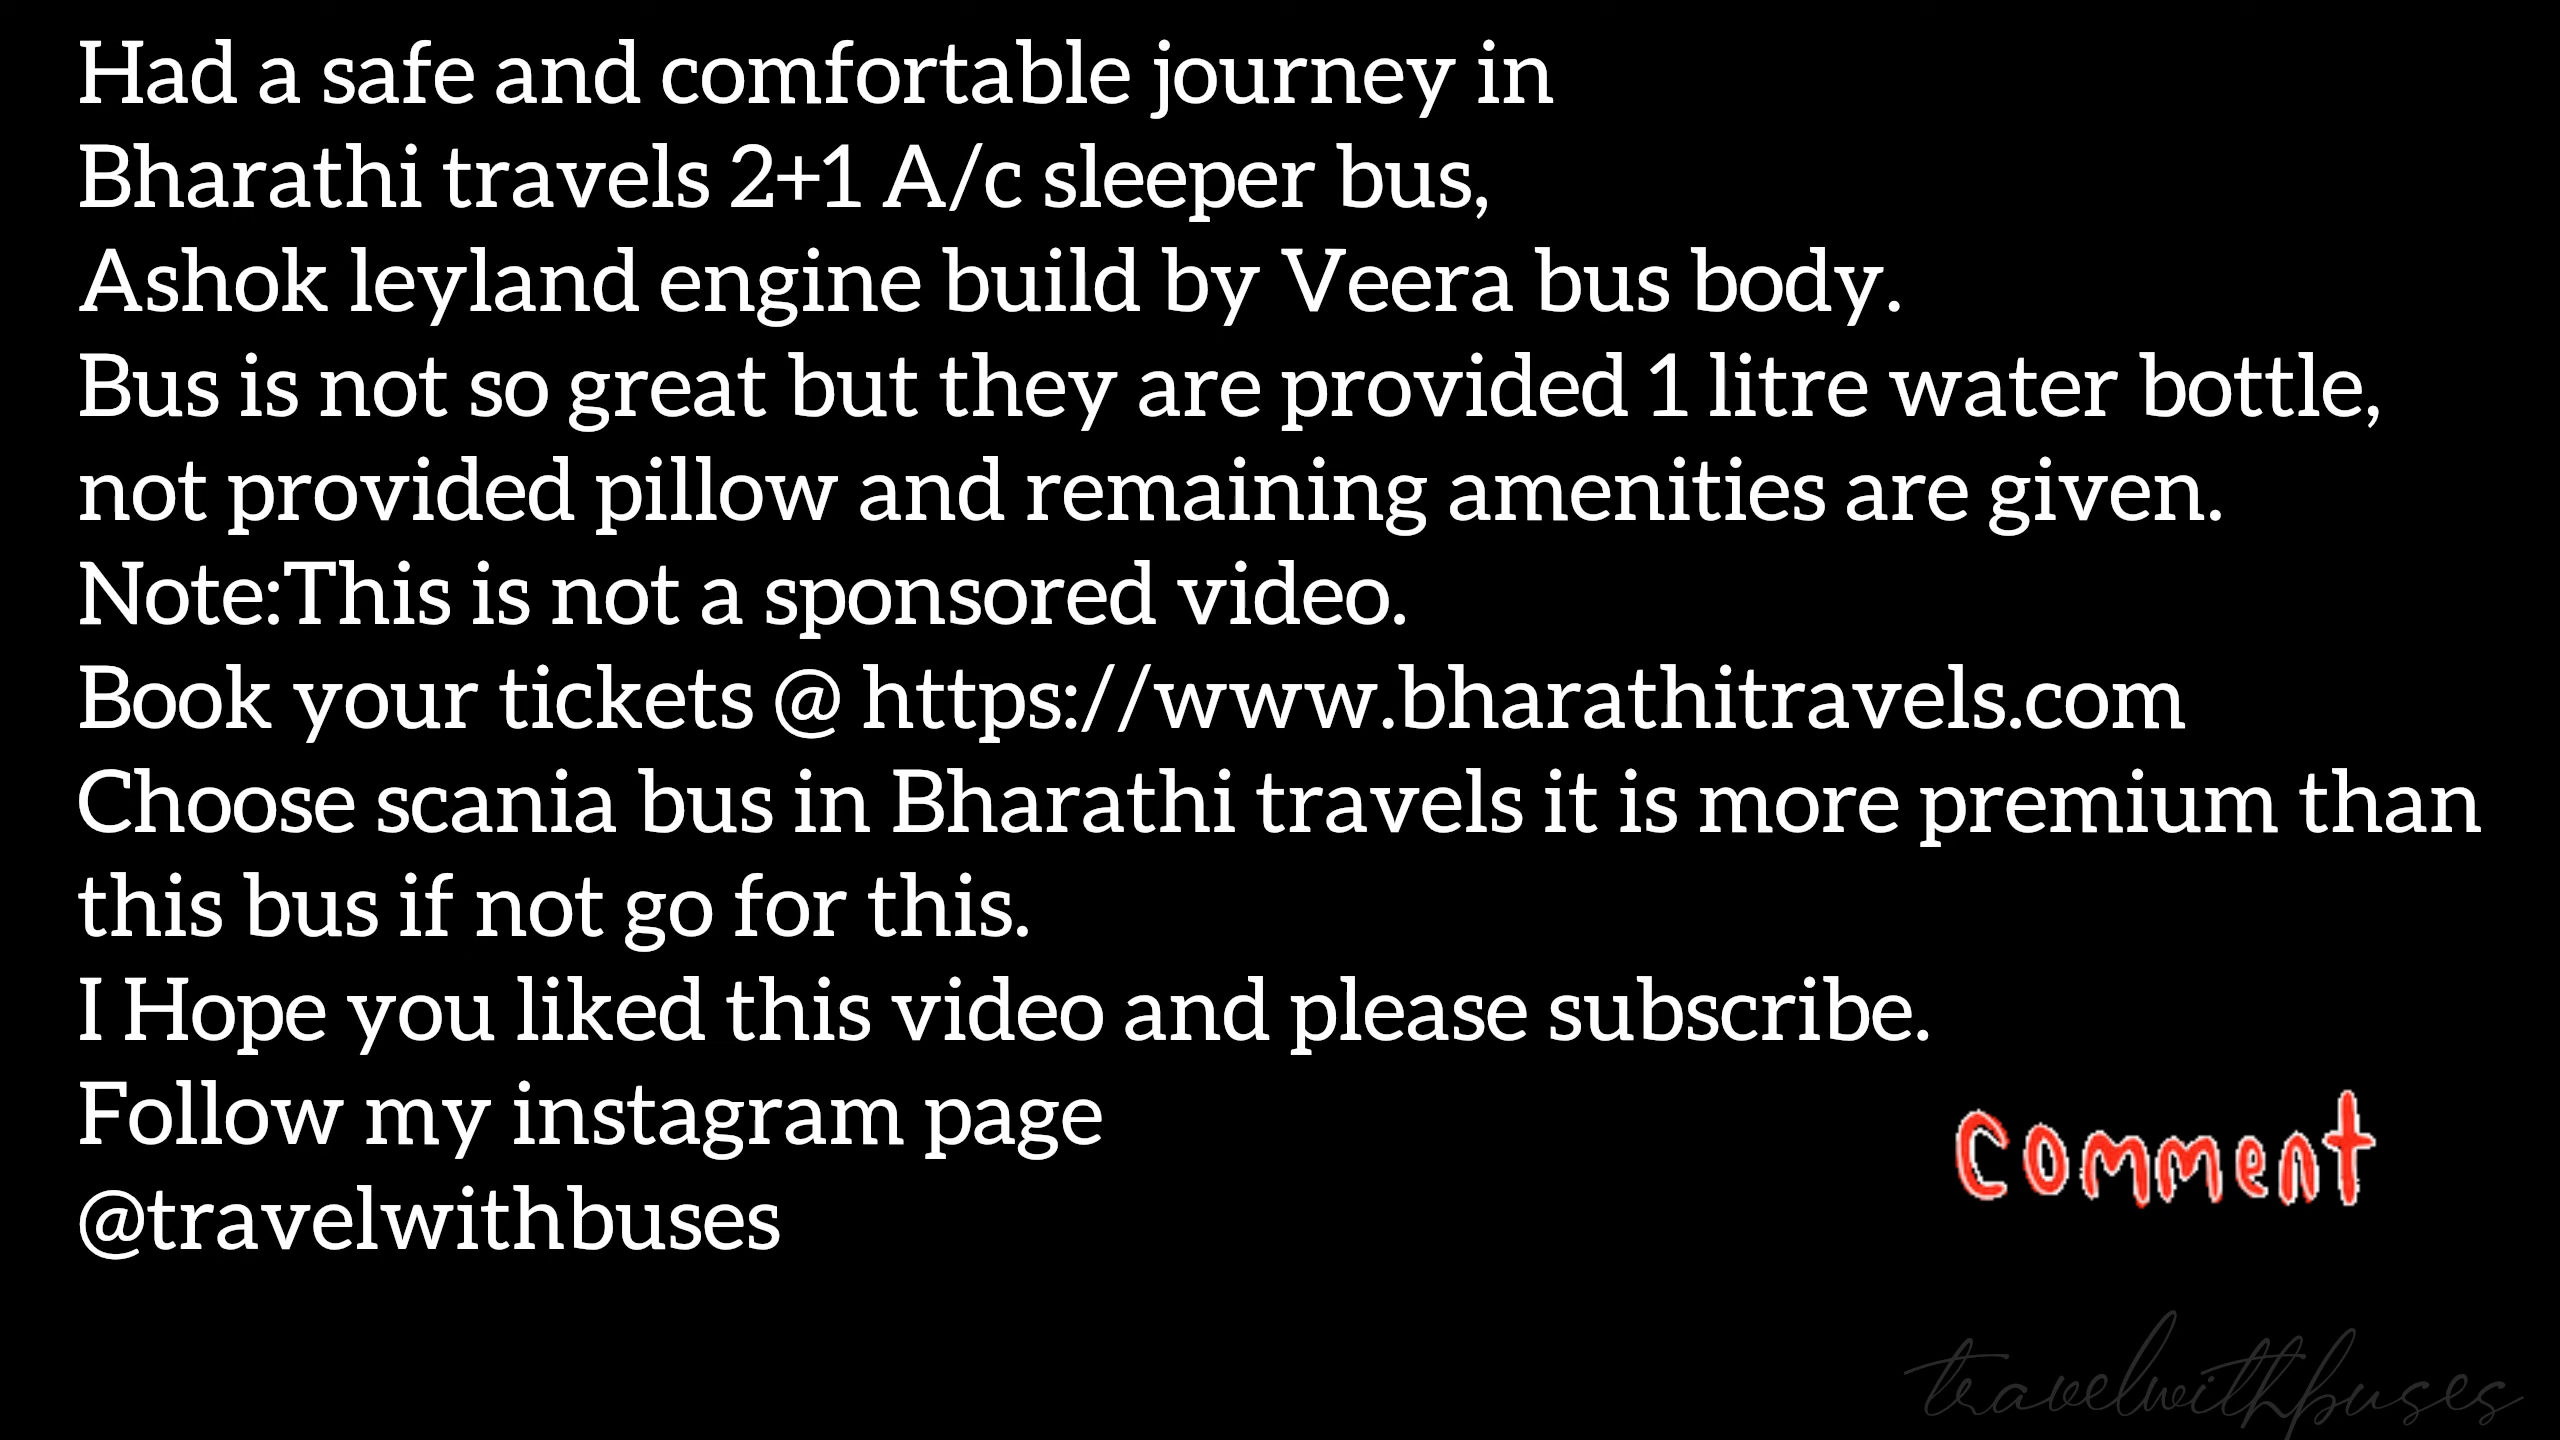 Had a safe and comfortable journey in
Bharathi travels 2+1 A/c sleeper bus,
Ashok leyland engine build by Veera bus body.
Bus is not so great but they are provided 1 litre water bottle,
not provided pillow and remaining amenities are given.
Note:This is not a sponsored video.
Book your tickets @ https://www.bharathitravels.com
Choose scania bus in Bharathi travels it is more premium than
this bus if not go for this.
I Hope you liked this video and please subscribe.
Follow my instagram page
@travelwithbuses
Comment
travelwithbuses